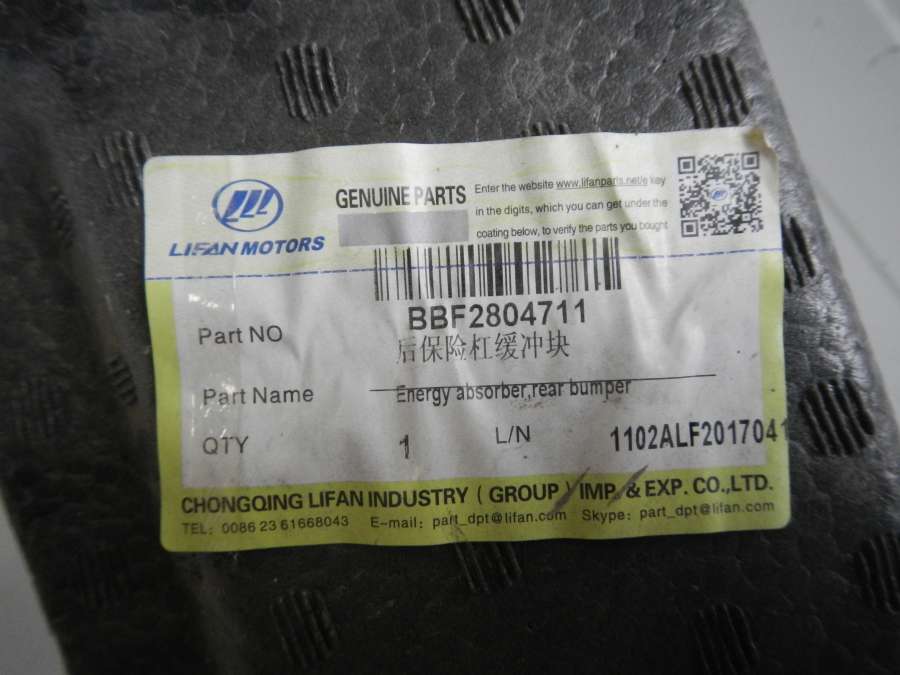 LIFAN MOTORS
GENUINE PARTS
Enter the website www.lifanparts.net/e key
in the digits, which you can get under the
coating below, to verify the parts you bought
Part NO BBF2804711
后保险杠缓冲块
Part Name Energy absorber,rear bumper
QTY 1 L/N 1102ALF2017041
CHONGQING LIFAN INDUSTRY ( GROUP ) IMP. & EXP. CO.,LTD.
TEL: 0086 23 61668043 E-mail: part_dpt@lifan.com Skype: part_dpt@lifan.com